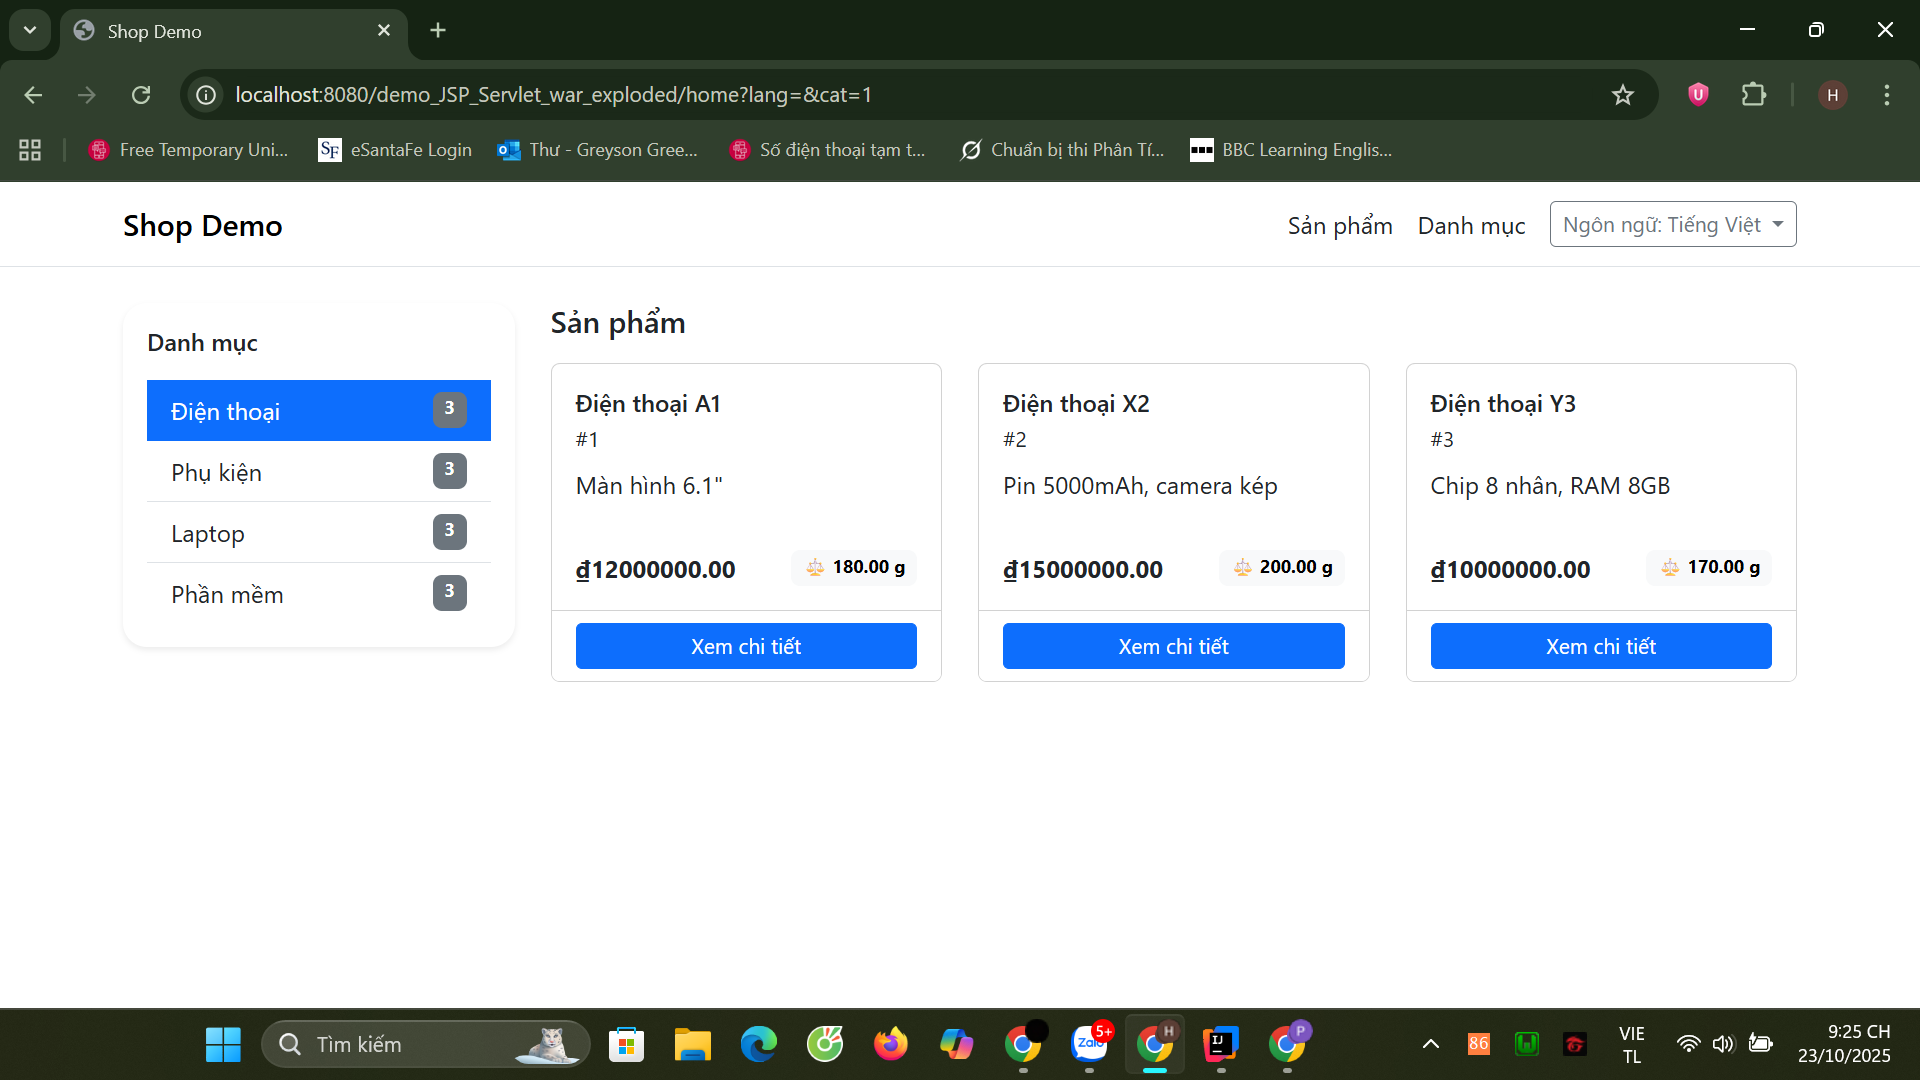 Shop Demo
localhost:8080/demo_JSP_Servlet_war_exploded/home?lang=&cat=1
H
Free Temporary Uni...
SF eSantaFe Login
Thư - Greyson Gree...
Số điện thoại tạm t...
Chuẩn bị thi Phân Tí...
BBC Learning Englis...
Shop Demo
Sản phẩm
Danh mục
Ngôn ngữ: Tiếng Việt
Danh mục
Điện thoại 3
Phụ kiện 3
Laptop 3
Phần mềm 3
Sản phẩm
Điện thoại A1
#1
Màn hình 6.1"
₫12000000.00 180.00 g
Xem chi tiết
Điện thoại X2
#2
Pin 5000mAh, camera kép
₫15000000.00 200.00 g
Xem chi tiết
Điện thoại Y3
#3
Chip 8 nhân, RAM 8GB
₫10000000.00 170.00 g
Xem chi tiết
Tìm kiếm
Zalo 5+
H
IJ
P
86
VIE
TL
9:25 CH
23/10/2025